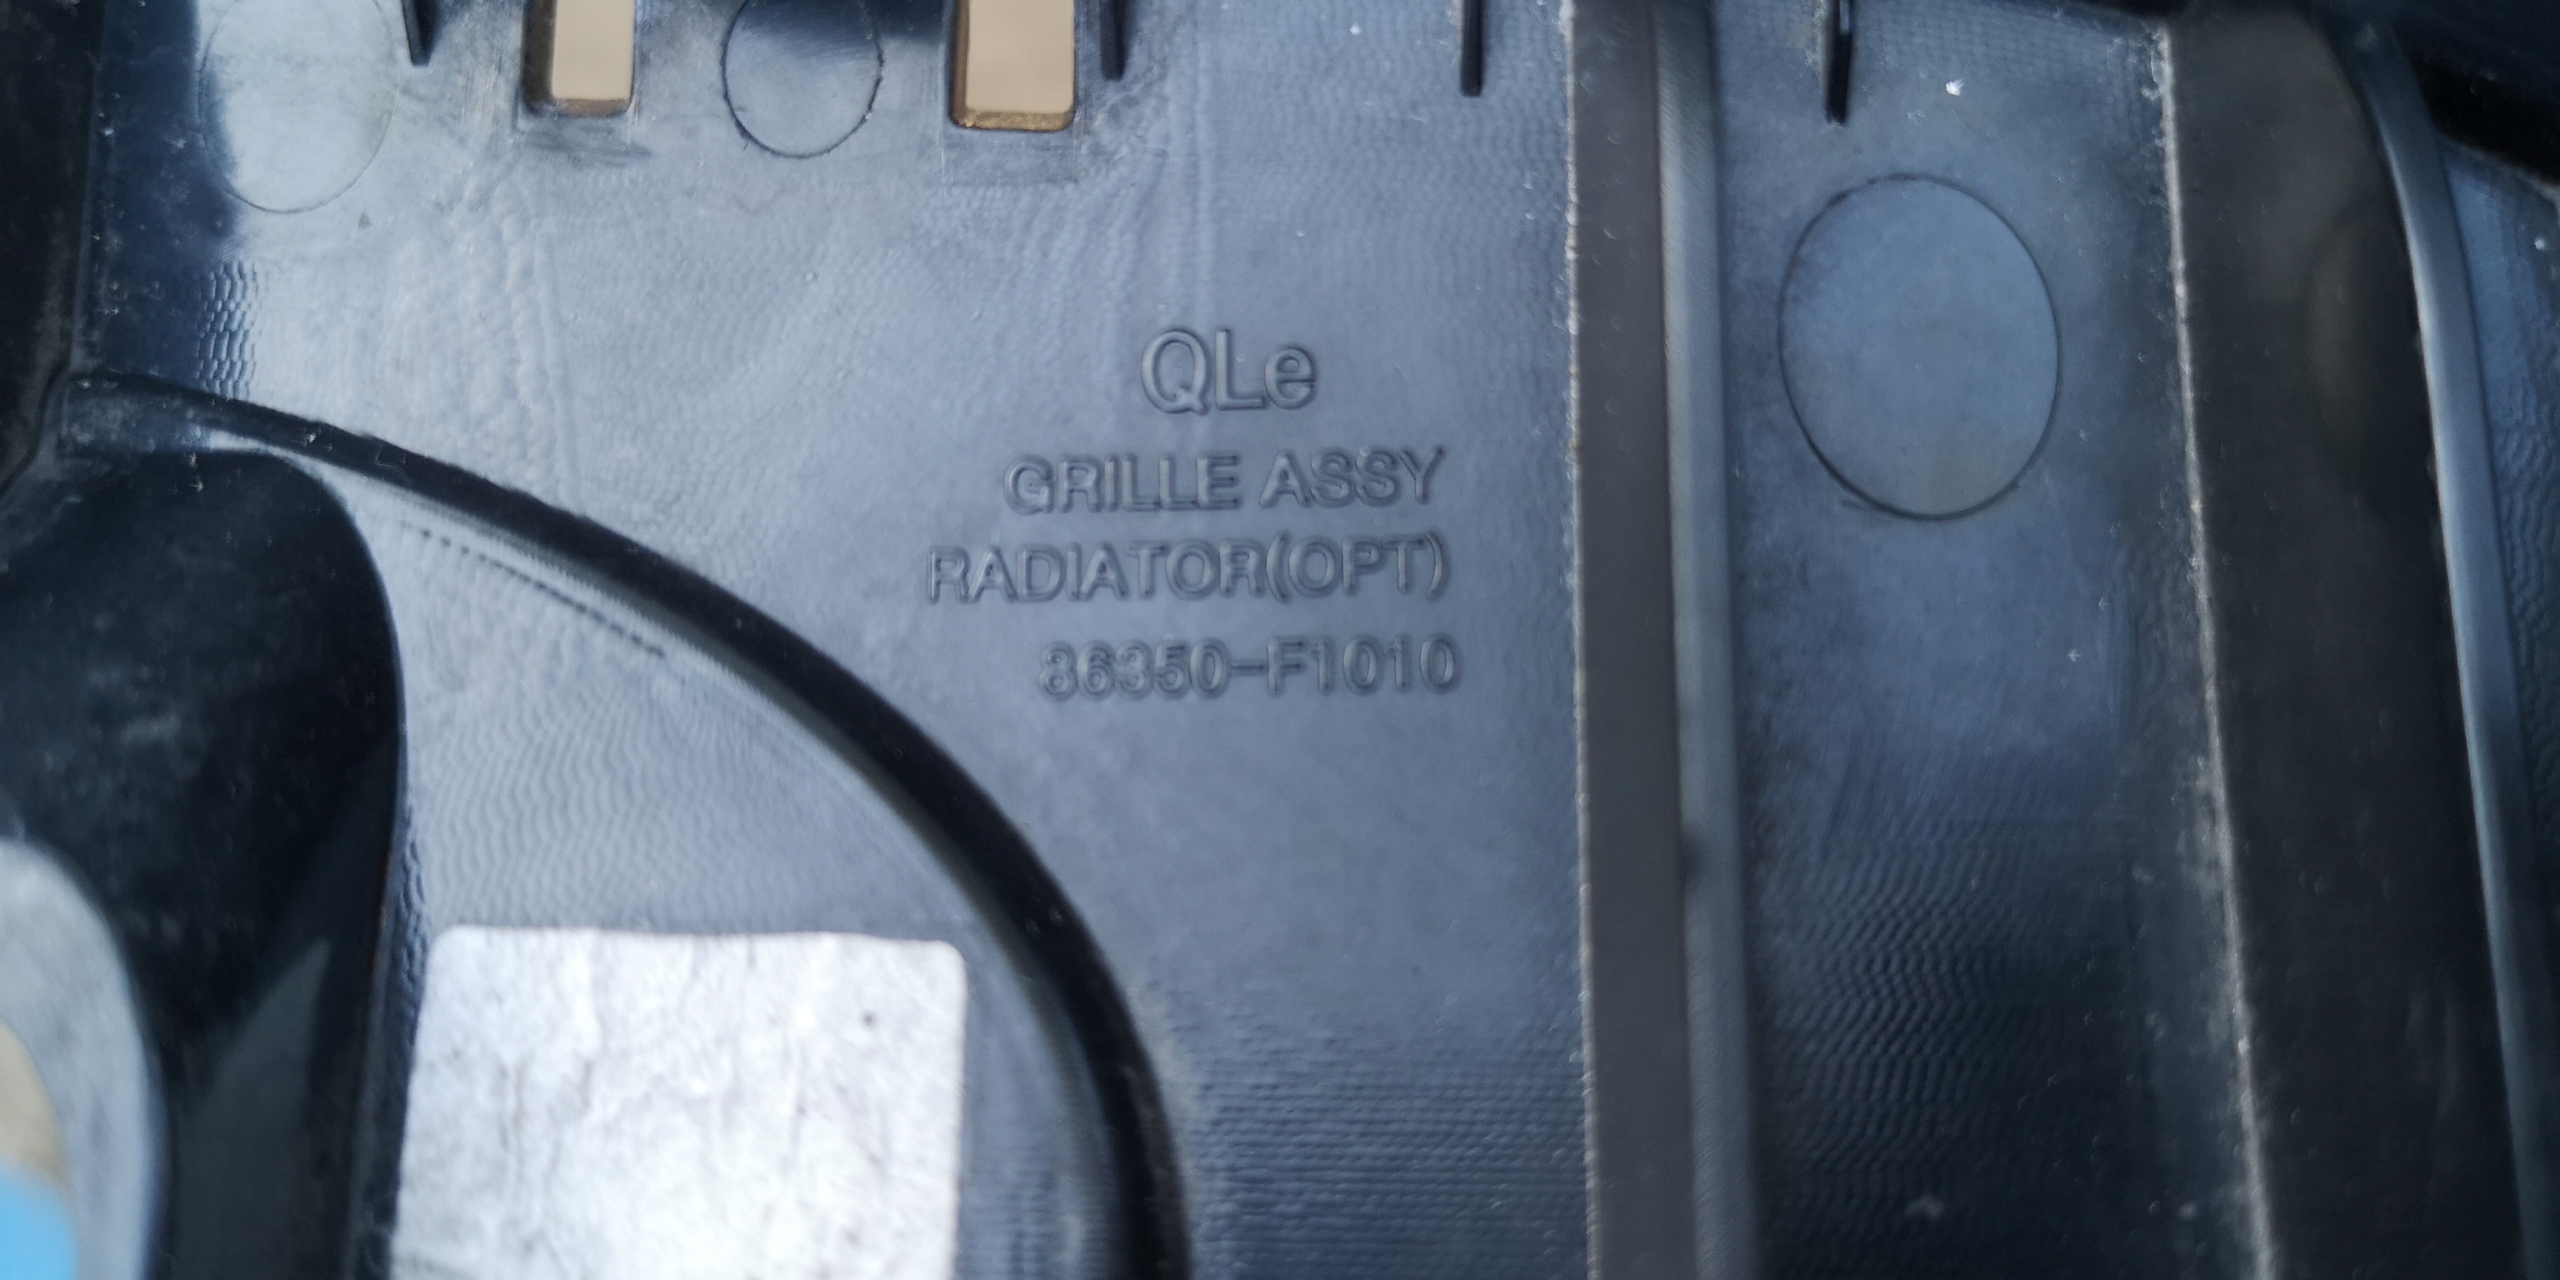 QLe
GRILLE ASSY
RADIATOR(OPT)
86350-F1010